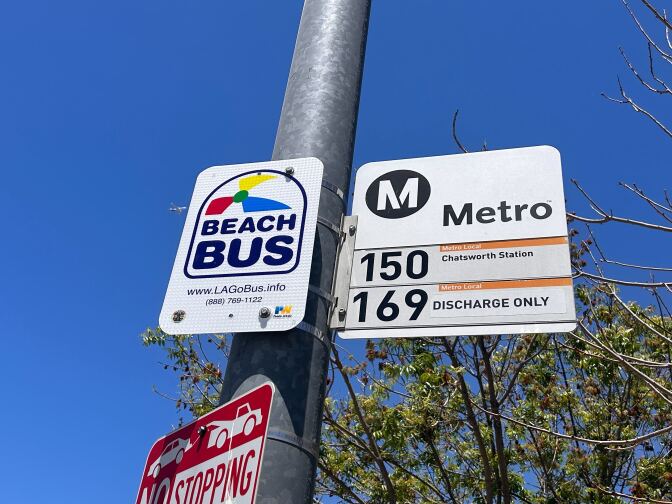 BEACH
BUS
www.LAGoBus.info
(888) 769-1122
M
Metro
150
Metro Local
Chatsworth Station
169
Metro Local
DISCHARGE ONLY
NO STOPPING